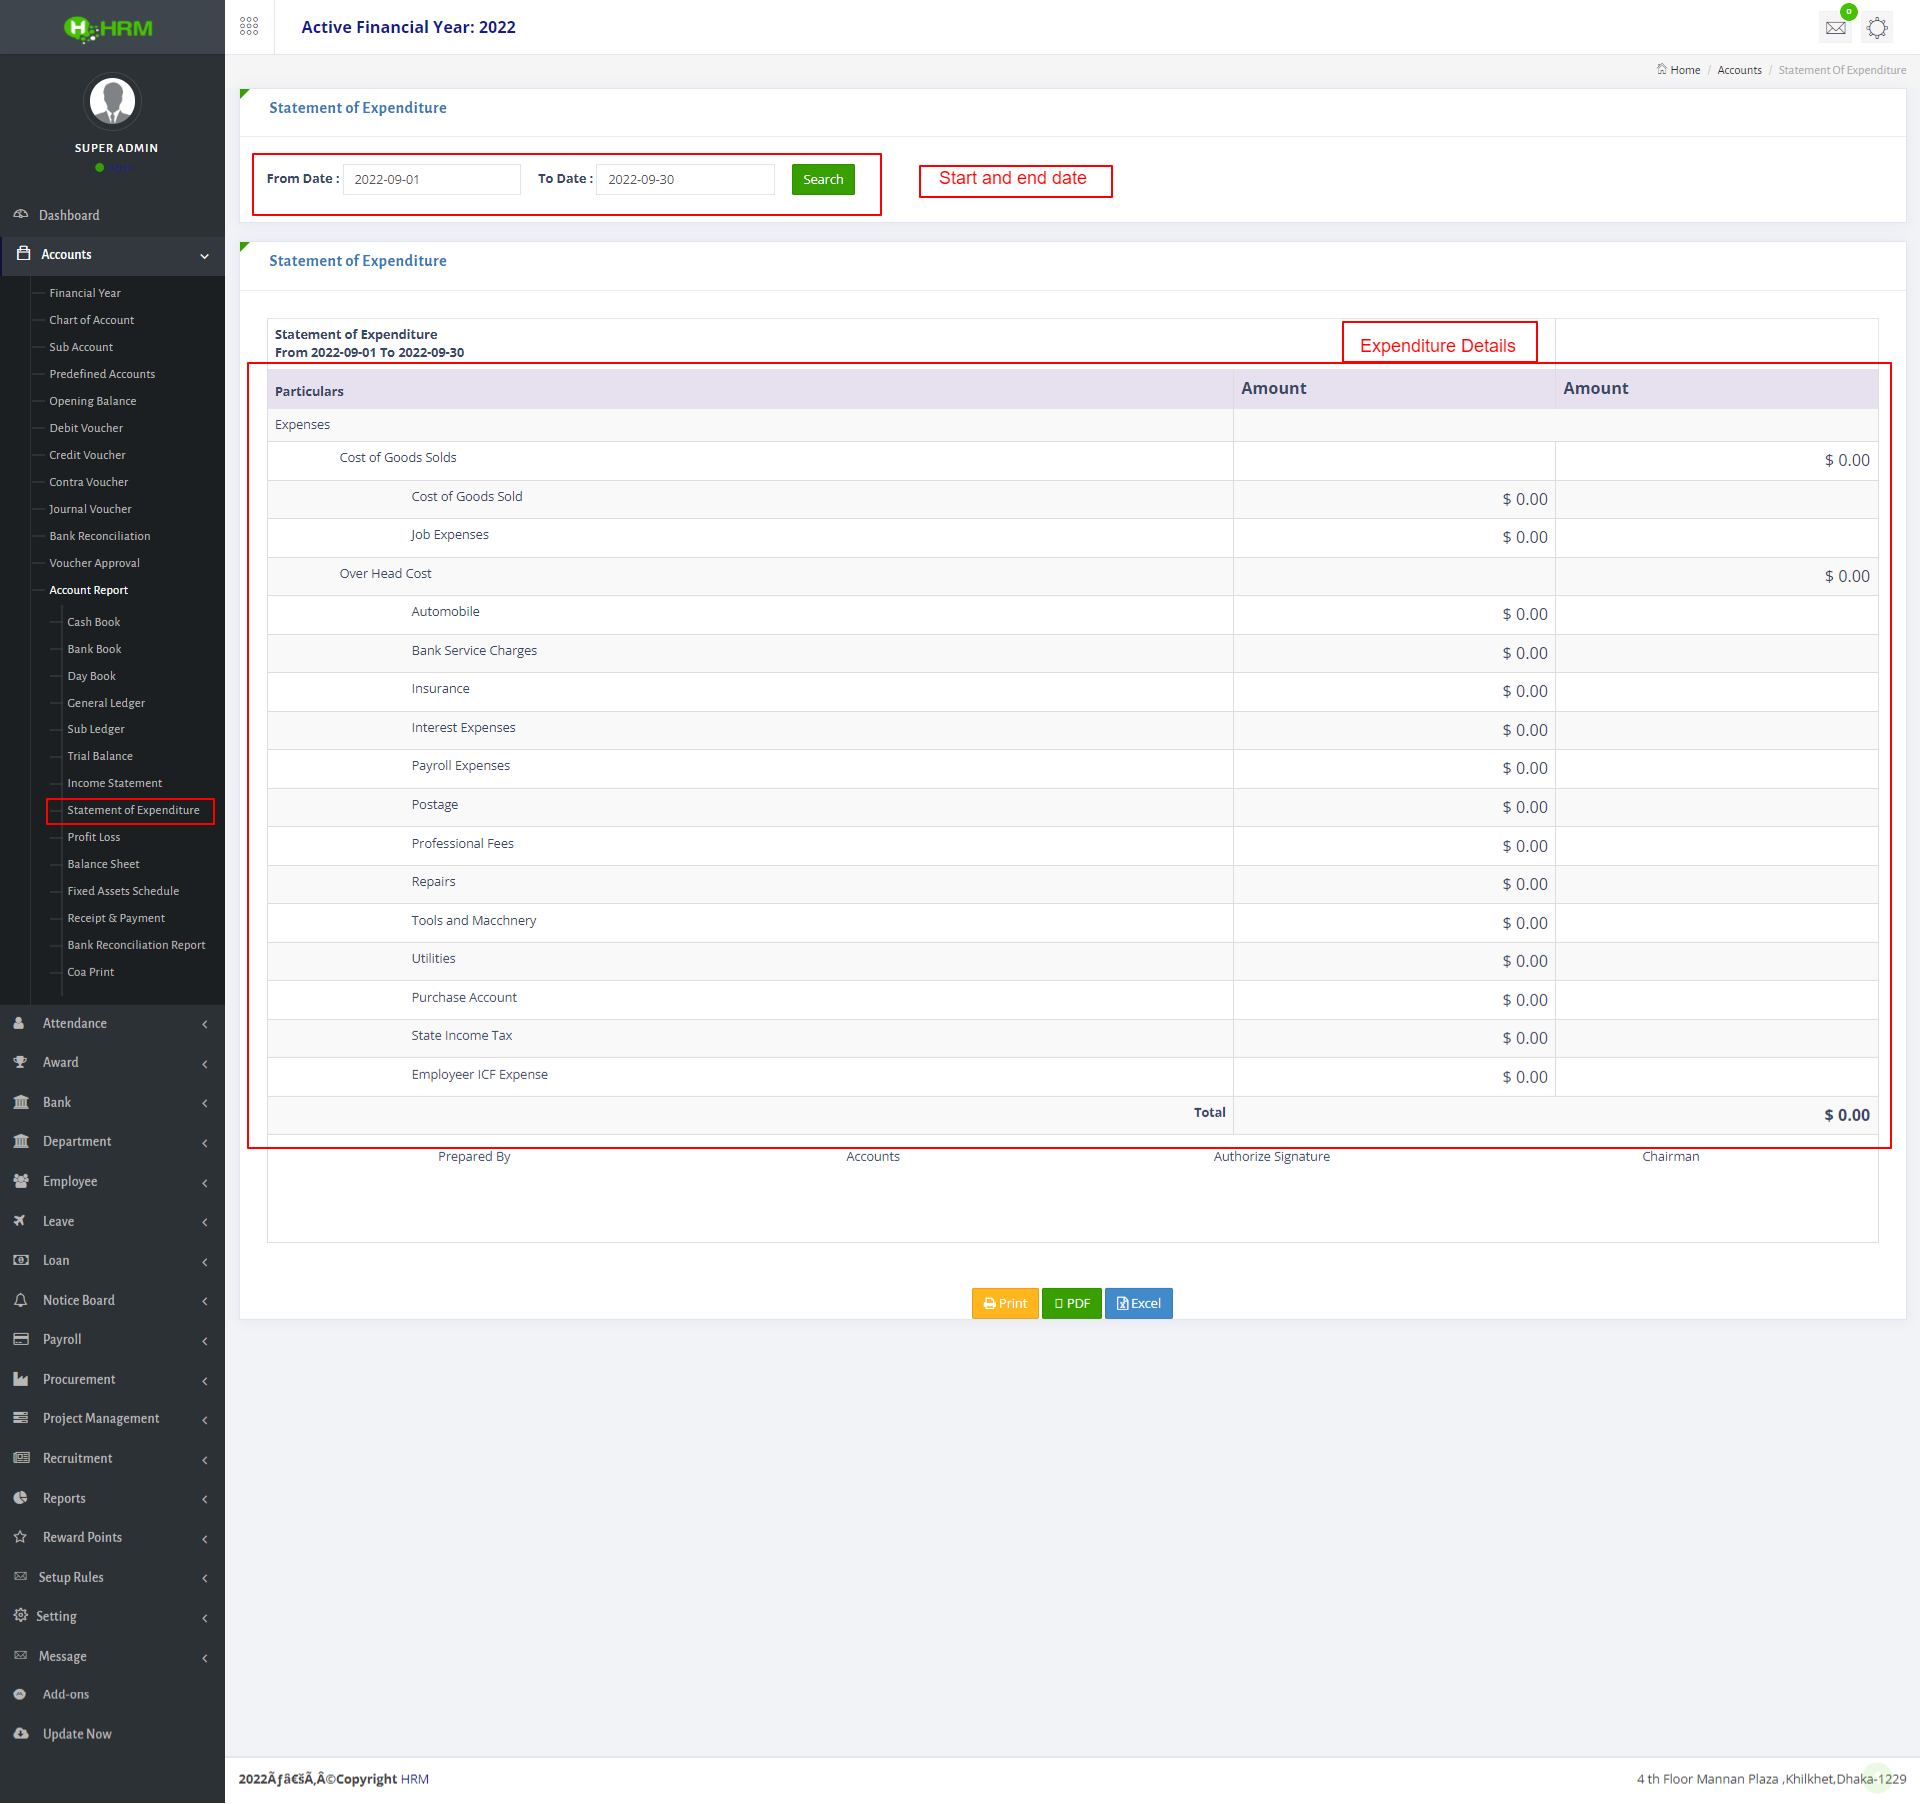 HRM
Active Financial Year: 2022
0
Home / Accounts / Statement Of Expenditure
SUPER ADMIN
Dashboard
Accounts
Financial Year
Chart of Account
Sub Account
Predefined Accounts
Opening Balance
Debit Voucher
Credit Voucher
Contra Voucher
Journal Voucher
Bank Reconciliation
Voucher Approval
Account Report
Cash Book
Bank Book
Day Book
General Ledger
Sub Ledger
Trial Balance
Income Statement
Statement of Expenditure
Profit Loss
Balance Sheet
Fixed Assets Schedule
Receipt & Payment
Bank Reconciliation Report
Coa Print
Attendance
Award
Bank
Department
Employee
Leave
Loan
Notice Board
Payroll
Procurement
Project Management
Recruitment
Reports
Reward Points
Setup Rules
Setting
Message
Add-ons
Update Now
Statement of Expenditure
From Date : 2022-09-01 To Date : 2022-09-30 Search
Start and end date
Statement of Expenditure
Statement of Expenditure
From 2022-09-01 To 2022-09-30
Expenditure Details
Particulars Amount Amount
Expenses
Cost of Goods Solds $ 0.00
Cost of Goods Sold $ 0.00
Job Expenses $ 0.00
Over Head Cost $ 0.00
Automobile $ 0.00
Bank Service Charges $ 0.00
Insurance $ 0.00
Interest Expenses $ 0.00
Payroll Expenses $ 0.00
Postage $ 0.00
Professional Fees $ 0.00
Repairs $ 0.00
Tools and Macchnery $ 0.00
Utilities $ 0.00
Purchase Account $ 0.00
State Income Tax $ 0.00
Employeer ICF Expense $ 0.00
Total $ 0.00
Prepared By Accounts Authorize Signature Chairman
Print PDF Excel
2022Ãƒâ€šÃ‚Â©Copyright HRM
4 th Floor Mannan Plaza ,Khilkhet,Dhaka-1229